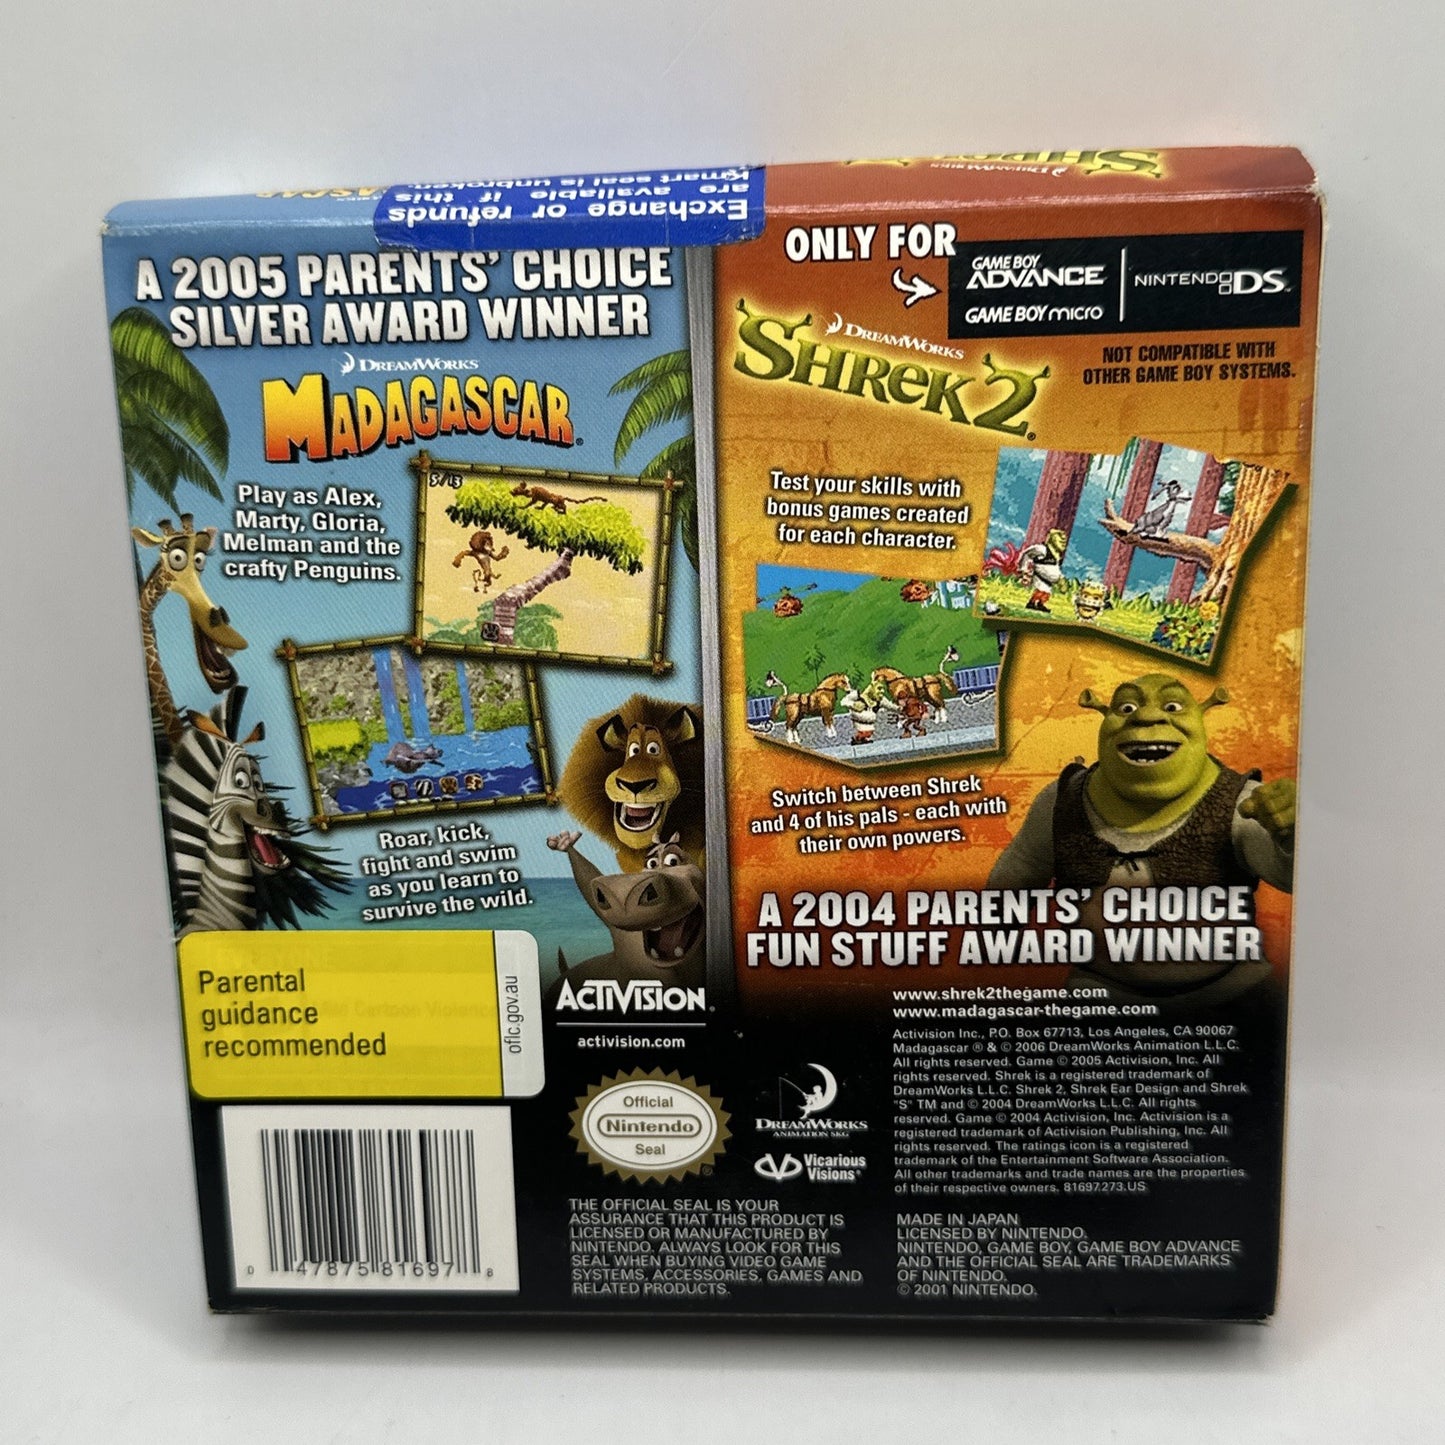 Exchange or refunds
are available if this
Kmart seal is unbroken.
A 2005 PARENTS' CHOICE
SILVER AWARD WINNER
DREAMWORKS
MADAGASCAR
Play as Alex,
Marty, Gloria,
Melman and the
crafty Penguins.
5/13
Roar, kick,
fight and swim
as you learn to
survive the wild.
Parental
guidance
recommended
oflc.gov.au
0 47875 81697 8
ACTIVISION
activision.com
Official
Nintendo
Seal
THE OFFICIAL SEAL IS YOUR
ASSURANCE THAT THIS PRODUCT IS
LICENSED OR MANUFACTURED BY
NINTENDO. ALWAYS LOOK FOR THIS
SEAL WHEN BUYING VIDEO GAME
SYSTEMS, ACCESSORIES, GAMES AND
RELATED PRODUCTS.
DREAMWORKS
SHREK 2
ONLY FOR
GAME BOY
ADVANCE
GAME BOY micro
NINTENDO DS™
NOT COMPATIBLE WITH
OTHER GAME BOY SYSTEMS.
DREAMWORKS
SHREK 2
Test your skills with
bonus games created
for each character.
Switch between Shrek
and 4 of his pals - each with
their own powers.
A 2004 PARENTS' CHOICE
FUN STUFF AWARD WINNER
DREAMWORKS
ANIMATION SKG
Vicarious
Visions®
www.shrek2thegame.com
www.madagascar-thegame.com
Activision Inc., P.O. Box 67713, Los Angeles, CA 90067
Madagascar ® & © 2006 DreamWorks Animation L.L.C.
All rights reserved. Game © 2005 Activision, Inc. All
rights reserved. Shrek is a registered trademark of
DreamWorks L.L.C. Shrek 2, Shrek Ear Design and Shrek
"S" TM and © 2004 DreamWorks L.L.C. All rights
reserved. Game © 2004 Activision, Inc. Activision is a
registered trademark of Activision Publishing, Inc. All
rights reserved. The ratings icon is a registered
trademark of the Entertainment Software Association.
All other trademarks and trade names are the properties
of their respective owners. 81697.273.US
MADE IN JAPAN
LICENSED BY NINTENDO.
NINTENDO, GAME BOY, GAME BOY ADVANCE
AND THE OFFICIAL SEAL ARE TRADEMARKS
OF NINTENDO.
© 2001 NINTENDO.